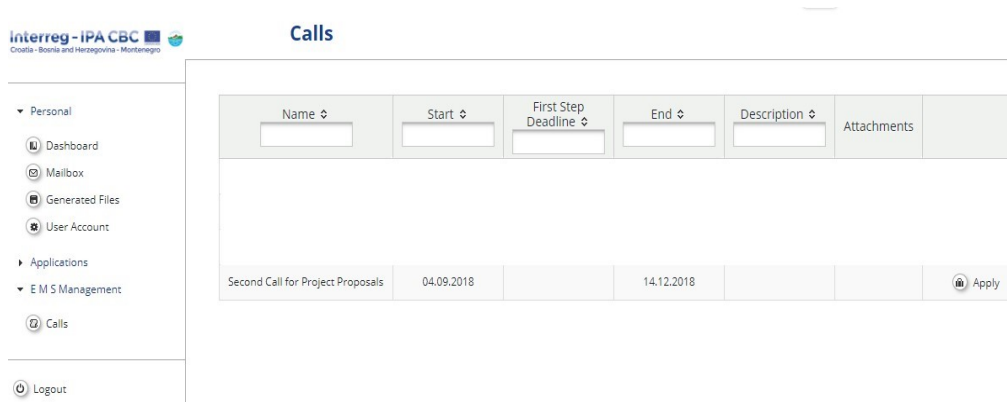 Interreg - IPA CBC
Croatia - Bosnia and Herzegovina - Montenegro
Calls
Personal
Dashboard
Mailbox
Generated Files
User Account
Applications
E M S Management
Calls
Logout
Name
Start
First Step
Deadline
End
Description
Attachments
Second Call for Project Proposals 04.09.2018 14.12.2018 Apply